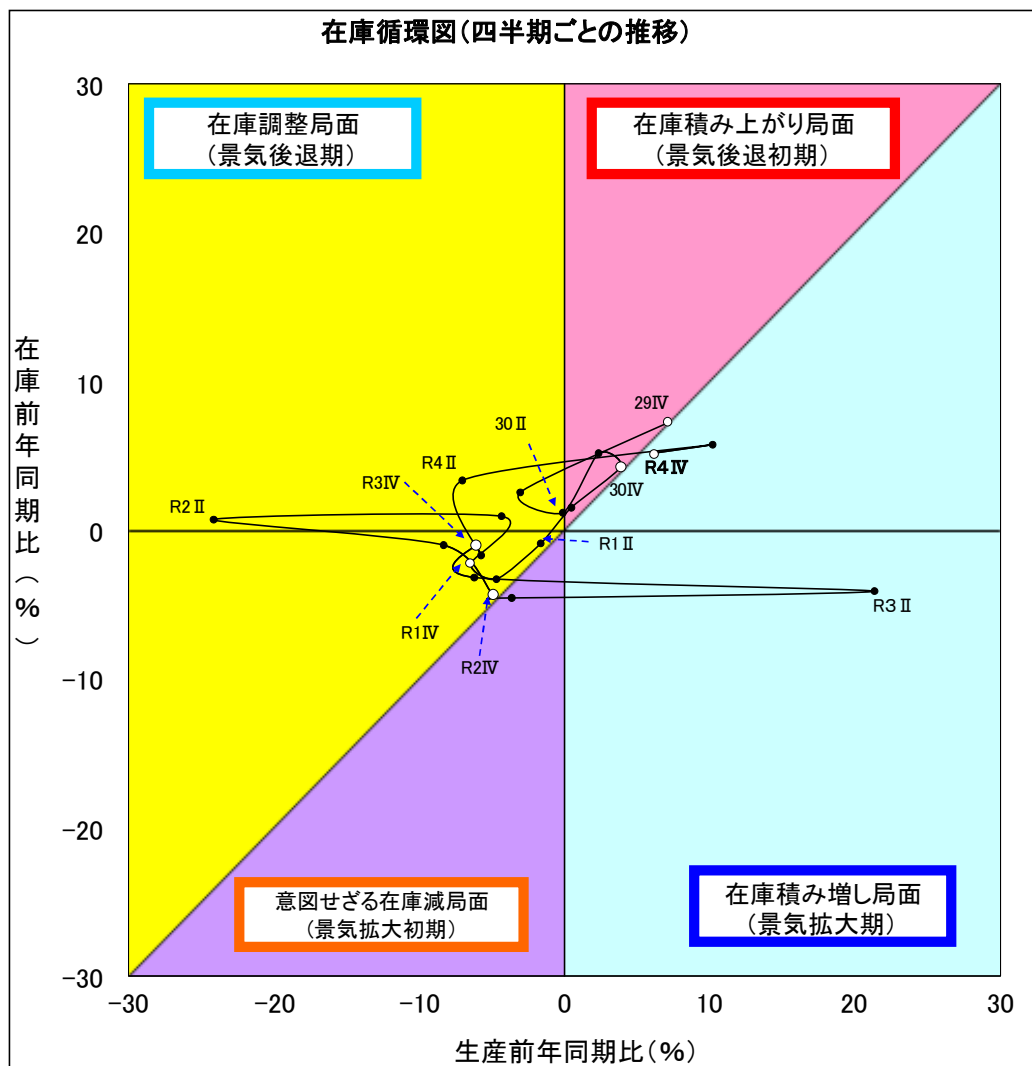 在庫循環図(四半期ごとの推移)
在庫調整局面
(景気後退期)
在庫積み上がり局面
(景気後退初期)
30
20
10
0
−10
−20
−30
在庫前年同期比(%)
29Ⅳ
30Ⅱ
R4Ⅱ
R4Ⅳ
R3Ⅳ
30Ⅳ
R2Ⅱ
R1Ⅱ
R3Ⅱ
R1Ⅳ
R2Ⅳ
意図せざる在庫減局面
(景気拡大初期)
在庫積み増し局面
(景気拡大期)
−30
−20
−10
0
10
20
30
生産前年同期比(%)